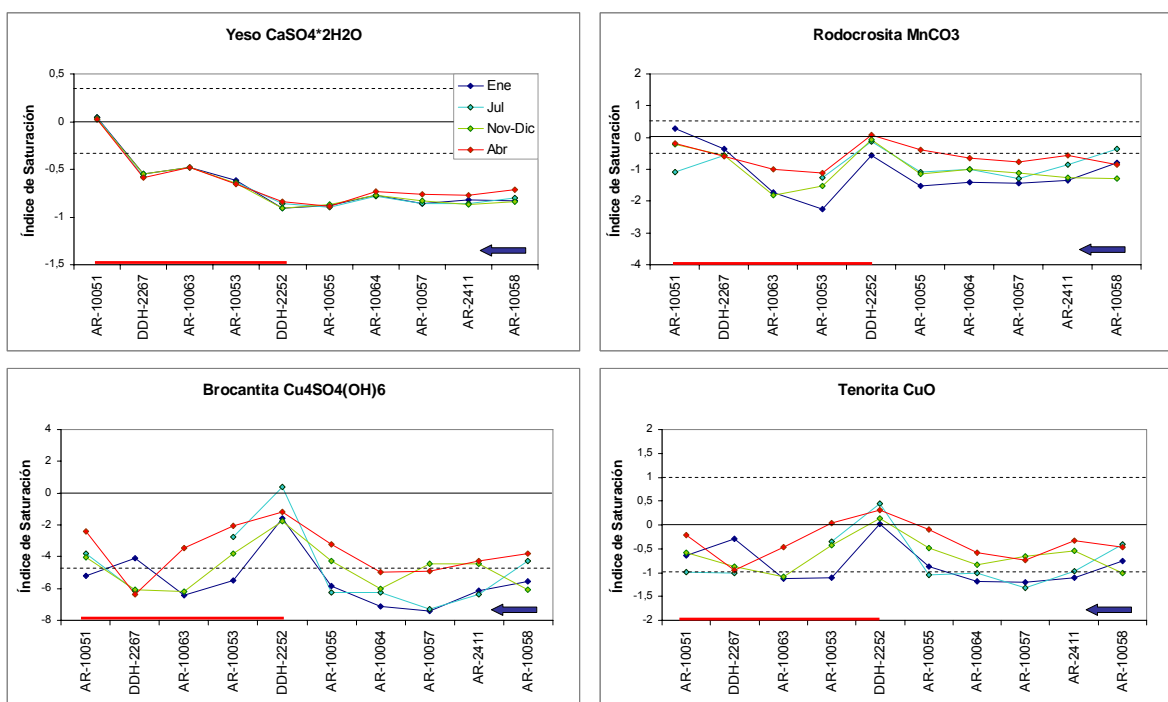 Yeso CaSO4*2H2O
0,5
0
-0,5
-1
-1,5
Índice de Saturación
Ene
Jul
Nov-Dic
Abr
AR-10051
DDH-2267
AR-10063
AR-10053
DDH-2252
AR-10055
AR-10064
AR-10057
AR-2411
AR-10058
Rodocrosita MnCO3
2
1
0
-1
-2
-3
-4
Índice de Saturación
AR-10051
DDH-2267
AR-10063
AR-10053
DDH-2252
AR-10055
AR-10064
AR-10057
AR-2411
AR-10058
Brocantita Cu4SO4(OH)6
4
2
0
-2
-4
-6
-8
Índice de Saturación
AR-10051
DDH-2267
AR-10063
AR-10053
DDH-2252
AR-10055
AR-10064
AR-10057
AR-2411
AR-10058
Tenorita CuO
2
1,5
1
0,5
0
-0,5
-1
-1,5
-2
Índice de Saturación
AR-10051
DDH-2267
AR-10063
AR-10053
DDH-2252
AR-10055
AR-10064
AR-10057
AR-2411
AR-10058